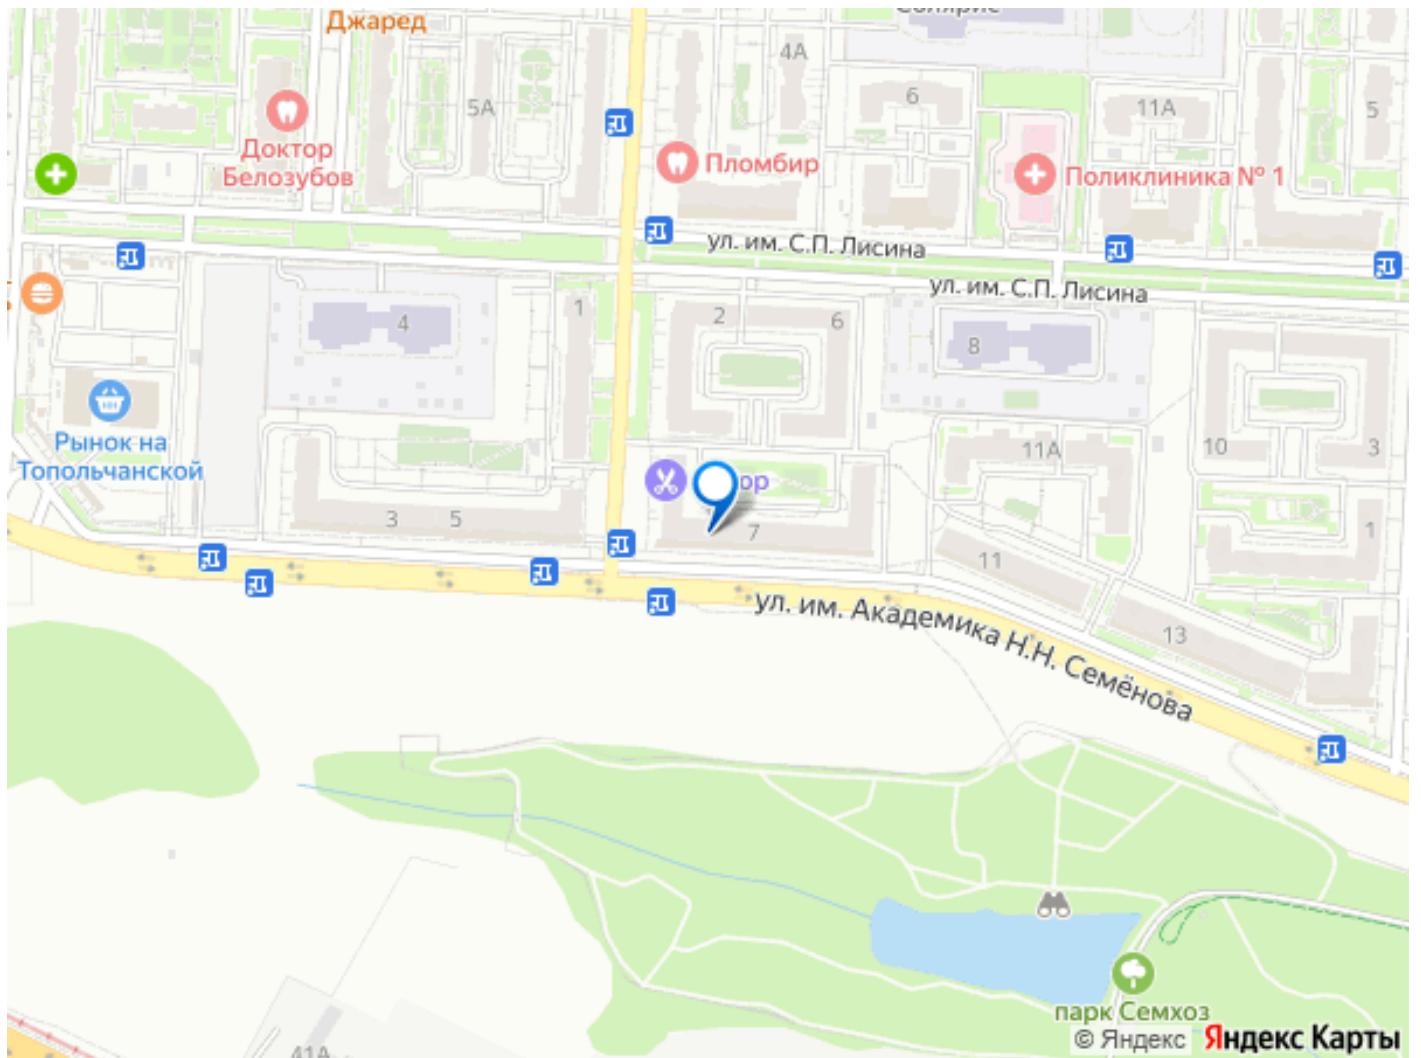 Джаред
4А
5А
6
11А
5
Доктор
Белозубов
Пломбир
Поликлиника № 1
ул. им. С.П. Лисина
ул. им. С.П. Лисина
4
1
2
6
8
Рынок на
Топольчанской
11А
10
3
3
5
7
11
1
13
ул. им. Академика Н.Н. Семёнова
парк Семхоз
41А
© Яндекс Яндекс Карты